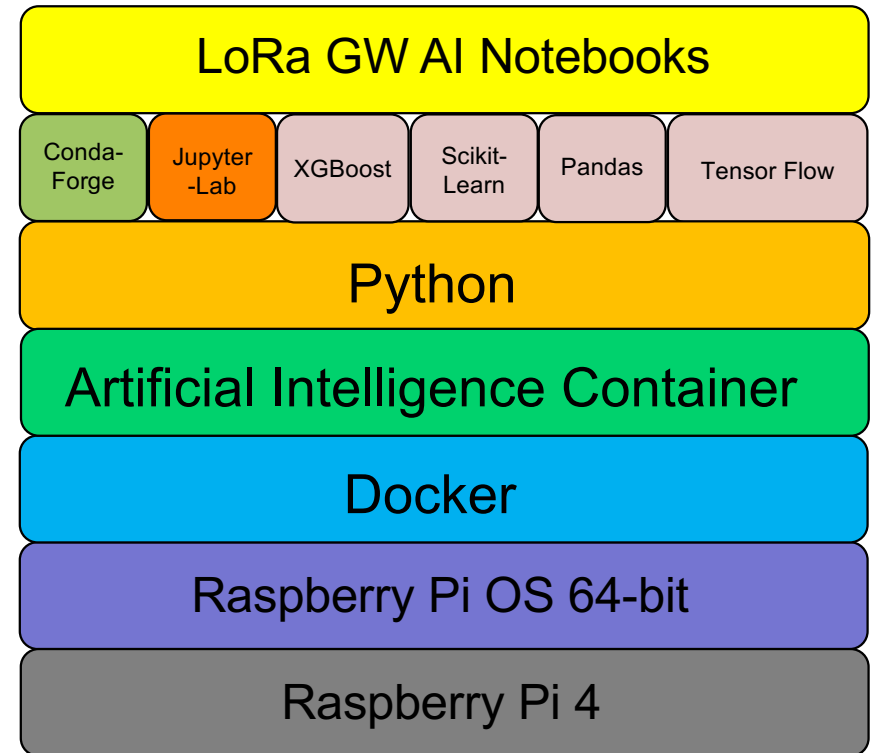 LoRa GW AI Notebooks
Conda-
Forge
Jupyter
-Lab
XGBoost
Scikit-
Learn
Pandas
Tensor Flow
Python
Artificial Intelligence Container
Docker
Raspberry Pi OS 64-bit
Raspberry Pi 4